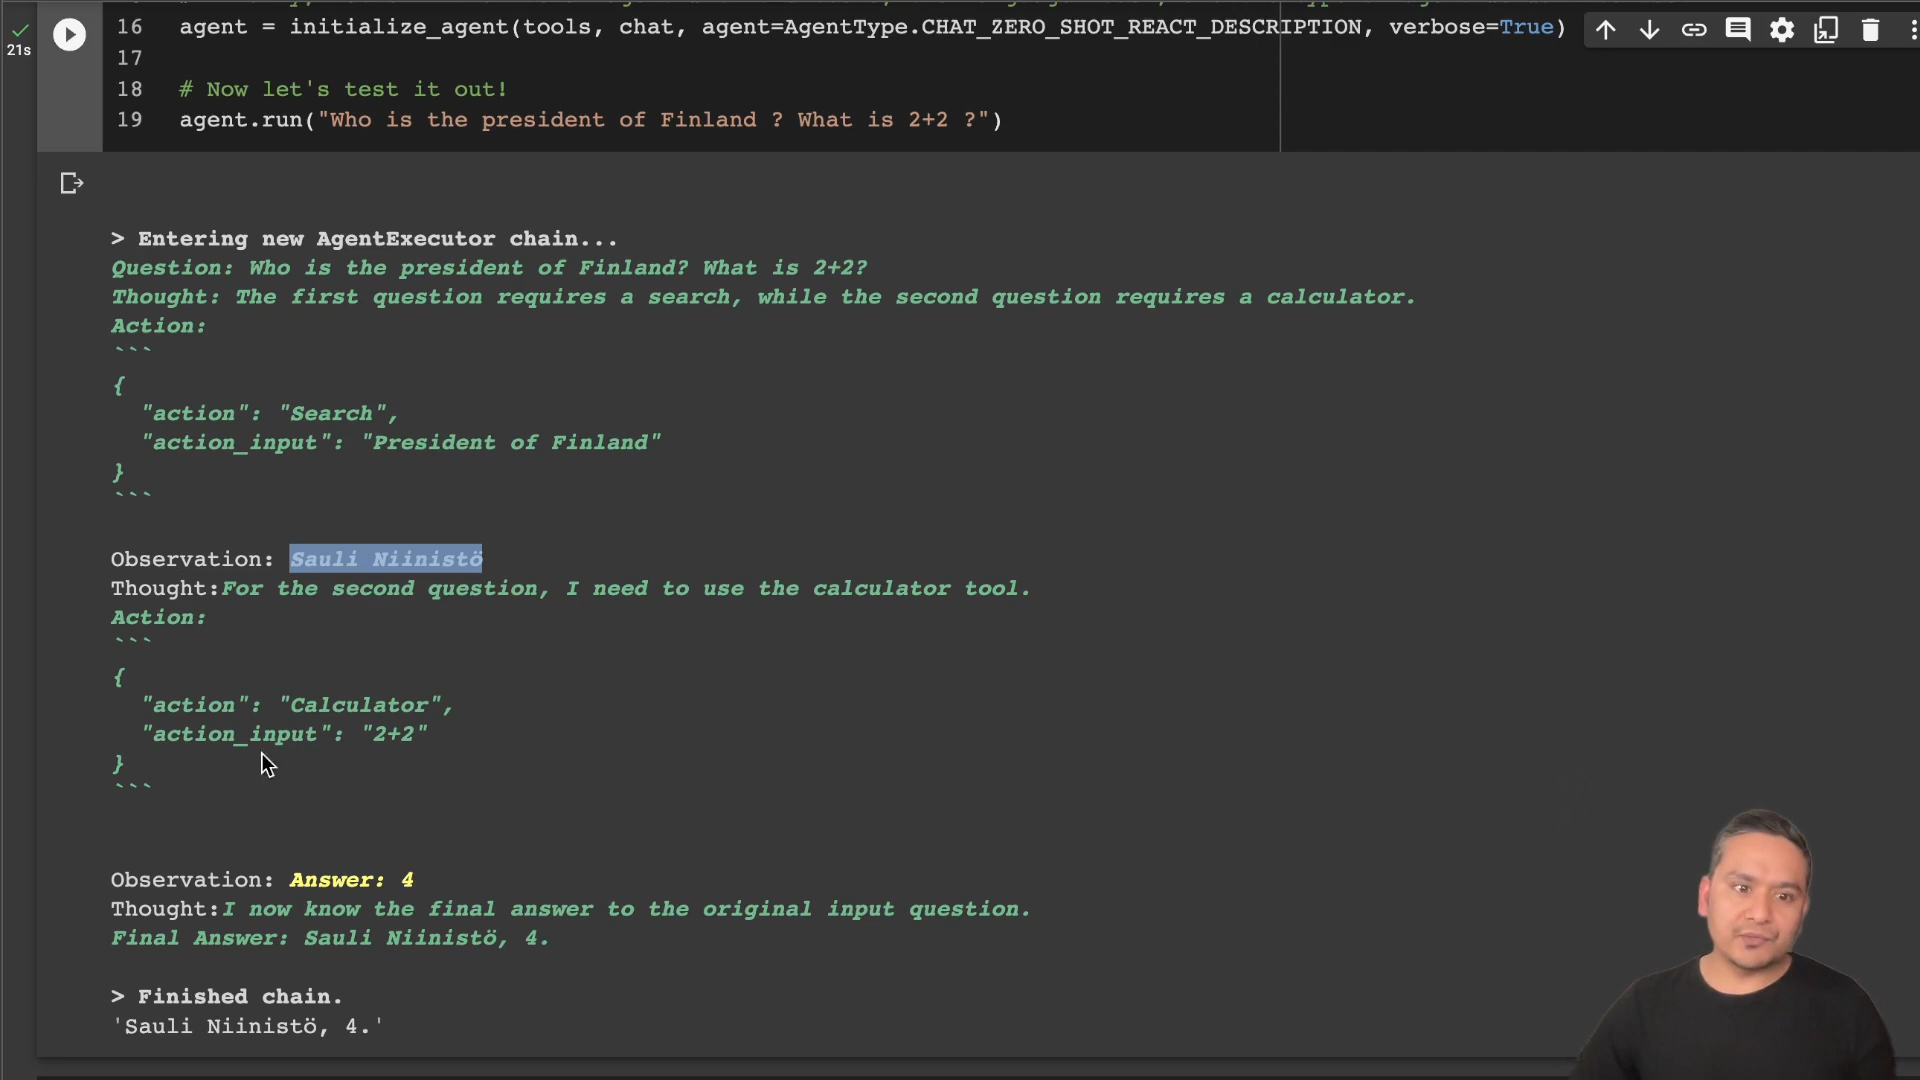 16 agent = initialize_agent(tools, chat, agent=AgentType.CHAT_ZERO_SHOT_REACT_DESCRIPTION, verbose=True)
21s
17
18 # Now let's test it out!
19 agent.run("Who is the president of Finland ? What is 2+2 ?")
> Entering new AgentExecutor chain...
Question: Who is the president of Finland? What is 2+2?
Thought: The first question requires a search, while the second question requires a calculator.
Action:
```
{
"action": "Search",
"action_input": "President of Finland"
}
```
Observation: Sauli Niinistö
Thought:For the second question, I need to use the calculator tool.
Action:
```
{
"action": "Calculator",
"action_input": "2+2"
}
```
Observation: Answer: 4
Thought:I now know the final answer to the original input question.
Final Answer: Sauli Niinistö, 4.
> Finished chain.
'Sauli Niinistö, 4.'